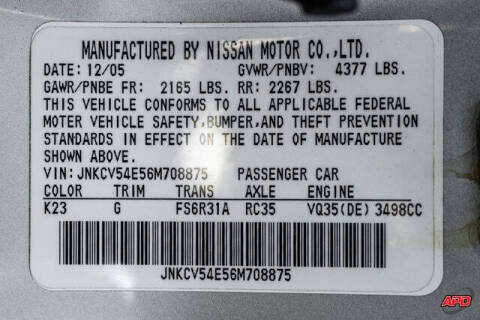 MANUFACTURED BY NISSAN MOTOR CO.,LTD.
DATE: 12/05 GVWR/PNBV: 4377 LBS.
GAWR/PNBE FR: 2165 LBS. RR: 2267 LBS.
THIS VEHICLE CONFORMS TO ALL APPLICABLE FEDERAL
MOTOR VEHICLE SAFETY,BUMPER,AND THEFT PREVENTION
STANDARDS IN EFFECT ON THE DATE OF MANUFACTURE
SHOWN ABOVE.
VIN: JNKCV54E56M708875 PASSENGER CAR
COLOR TRIM TRANS AXLE ENGINE
K23 G FS6R31A RC35 VQ35(DE) 3498CC
JNKCV54E56M708875
APD